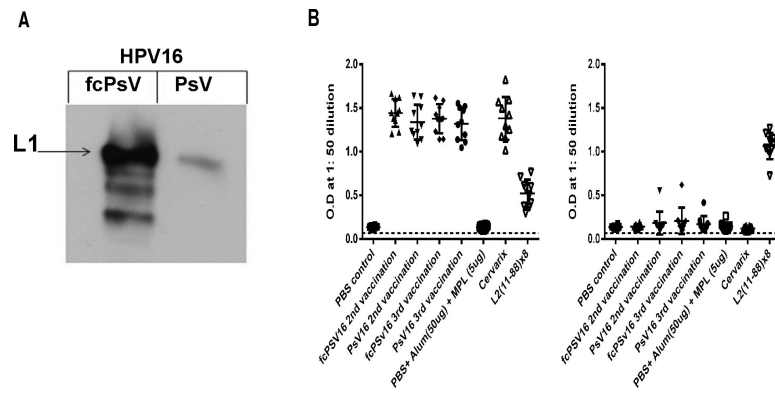 A
HPV16
fcPsV PsV
L1
B
O.D at 1: 50 dilution
2.0
1.5
1.0
0.5
0.0
PBS control
fcPSV16 2nd vaccination
PsV16 2nd vaccination
fcPSv16 3rd vaccination
PsV16 3rd vaccination
PBS+ Alum(50ug) + MPL (5ug)
Cervarix
L2(11-88)x8
O.D at 1: 50 dilution
2.0
1.5
1.0
0.5
0.0
PBS control
fcPSV16 2nd vaccination
PsV16 2nd vaccination
fcPSv16 3rd vaccination
PsV16 3rd vaccination
PBS+ Alum(50ug) + MPL (5ug)
Cervarix
L2(11-88)x8